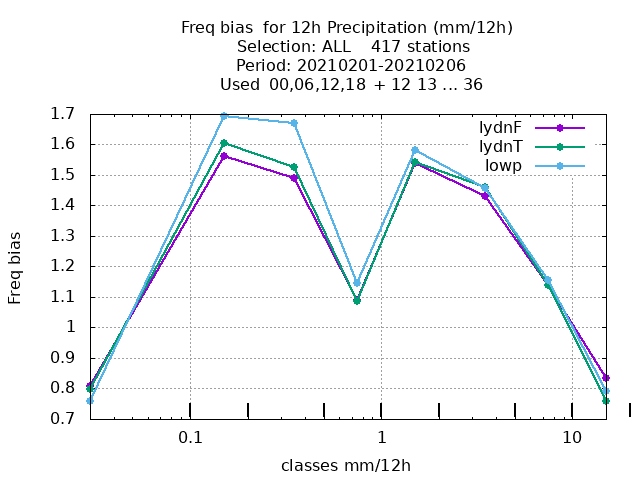 Freq bias  for 12h Precipitation (mm/12h)
Selection: ALL    417 stations
Period: 20210201-20210206
Used  00,06,12,18  + 12 13 ... 36
lydnF
lydnT
lowp
1.7
1.6
1.5
1.4
1.3
1.2
1.1
1
0.9
0.8
0.7
Freq bias
0.1 1 10
classes mm/12h